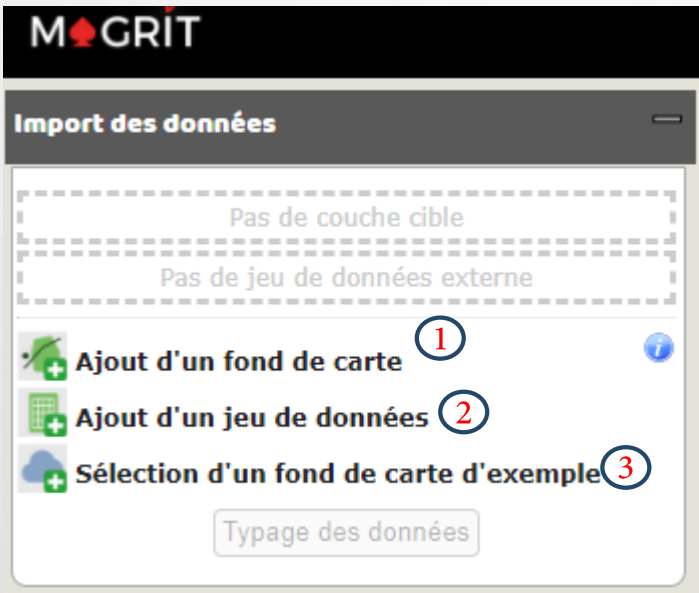 MAGRIT
Import des données
Pas de couche cible
Pas de jeu de données externe
Ajout d'un fond de carte 1
i
Ajout d'un jeu de données 2
Sélection d'un fond de carte d'exemple 3
Typage des données